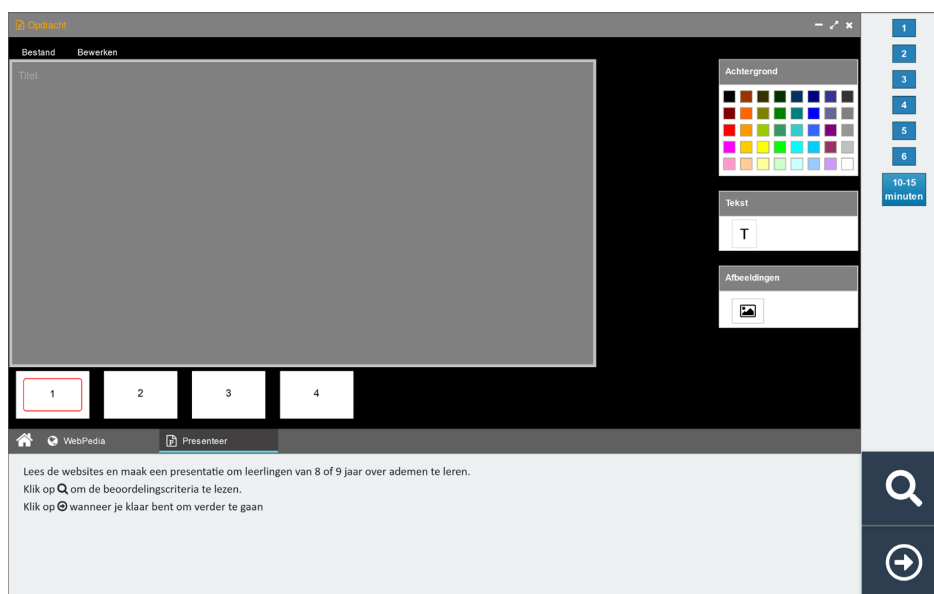 Opdracht
Bestand Bewerken
Titel
Achtergrond
Tekst
T
Afbeeldingen
1 2 3 4
WebPedia Presenteer
Lees de websites en maak een presentatie om leerlingen van 8 of 9 jaar over ademen te leren.
Klik op om de beoordelingscriteria te lezen.
Klik op wanneer je klaar bent om verder te gaan
1
2
3
4
5
6
10-15
minuten